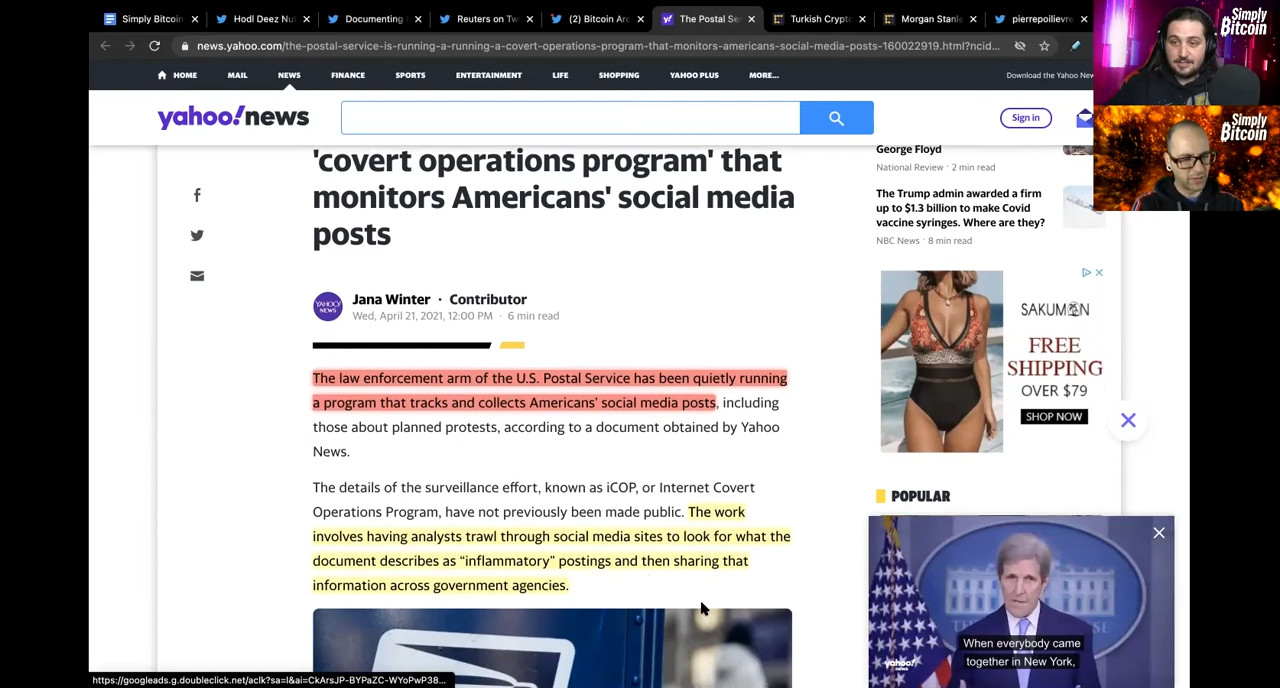 Simply Bitcoin
Hodl Deez Nu
Documenting
Reuters on Tw
(2) Bitcoin Arc
The Postal Se
Turkish Crypto
Morgan Stanle
pierrepoilievre
news.yahoo.com/the-postal-service-is-running-a-running-a-covert-operations-program-that-monitors-americans-social-media-posts-160022919.html?ncid...
HOME MAIL NEWS FINANCE SPORTS ENTERTAINMENT LIFE SHOPPING YAHOO PLUS MORE...
Download the Yahoo New
yahoo!news
Sign in
Simply
Bitcoin
Simply
Bitcoin
'covert operations program' that
monitors Americans' social media
posts
Jana Winter · Contributor
Wed, April 21, 2021, 12:00 PM · 6 min read
The law enforcement arm of the U.S. Postal Service has been quietly running
a program that tracks and collects Americans' social media posts, including
those about planned protests, according to a document obtained by Yahoo
News.
The details of the surveillance effort, known as iCOP, or Internet Covert
Operations Program, have not previously been made public. The work
involves having analysts trawl through social media sites to look for what the
document describes as “inflammatory” postings and then sharing that
information across government agencies.
George Floyd
National Review · 2 min read
The Trump admin awarded a firm
up to $1.3 billion to make Covid
vaccine syringes. Where are they?
NBC News · 8 min read
SAKUMON
FREE
SHIPPING
OVER $79
SHOP NOW
POPULAR
When everybody came
together in New York,
yahoo!
news
YAHOO!
NEWS
https://googleads.g.doubleclick.net/aclk?sa=l&ai=CkArsJP-BYPaZC-WYoPwP38...